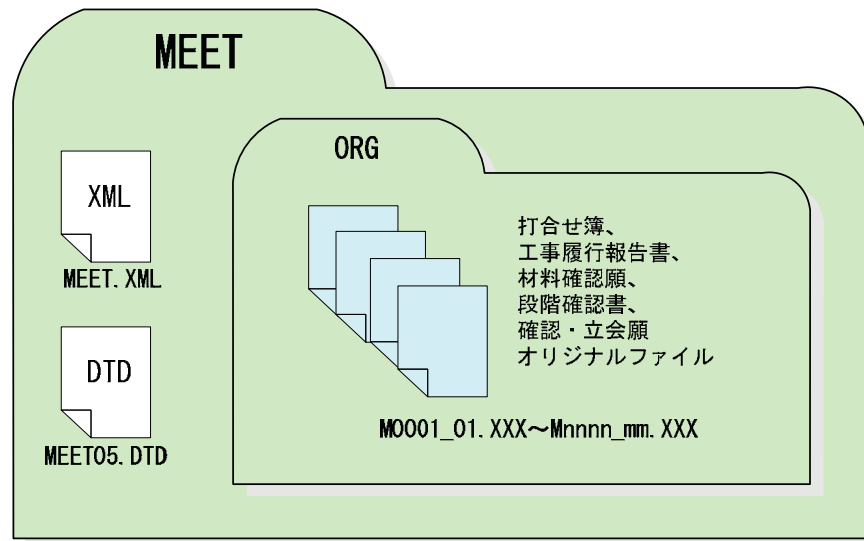 MEET
XML
MEET.XML
DTD
MEET05.DTD
ORG
打合せ簿、
工事履行報告書、
材料確認願、
段階確認書、
確認・立会願
オリジナルファイル
M0001_01.XXX～Mnnnn_mm.XXX